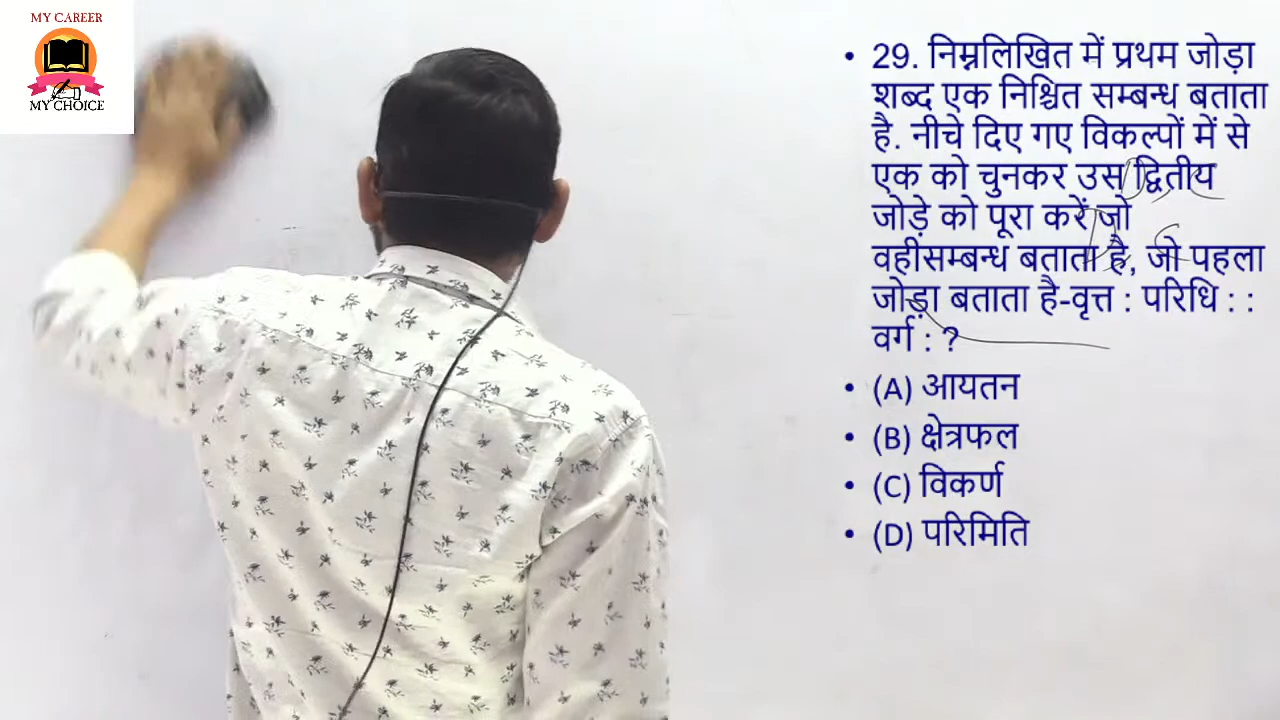 MY CAREER
MY CHOICE
• 29. निम्नलिखित में प्रथम जोड़ा
शब्द एक निश्चित सम्बन्ध बताता
है. नीचे दिए गए विकल्पों में से
एक को चुनकर उस द्वितीय
जोड़े को पूरा करें जो
वहीसम्बन्ध बताता है, जो पहला
जोड़ा बताता है-वृत्त : परिधि : :
वर्ग : ?
• (A) आयतन
• (B) क्षेत्रफल
• (C) विकर्ण
• (D) परिमिति